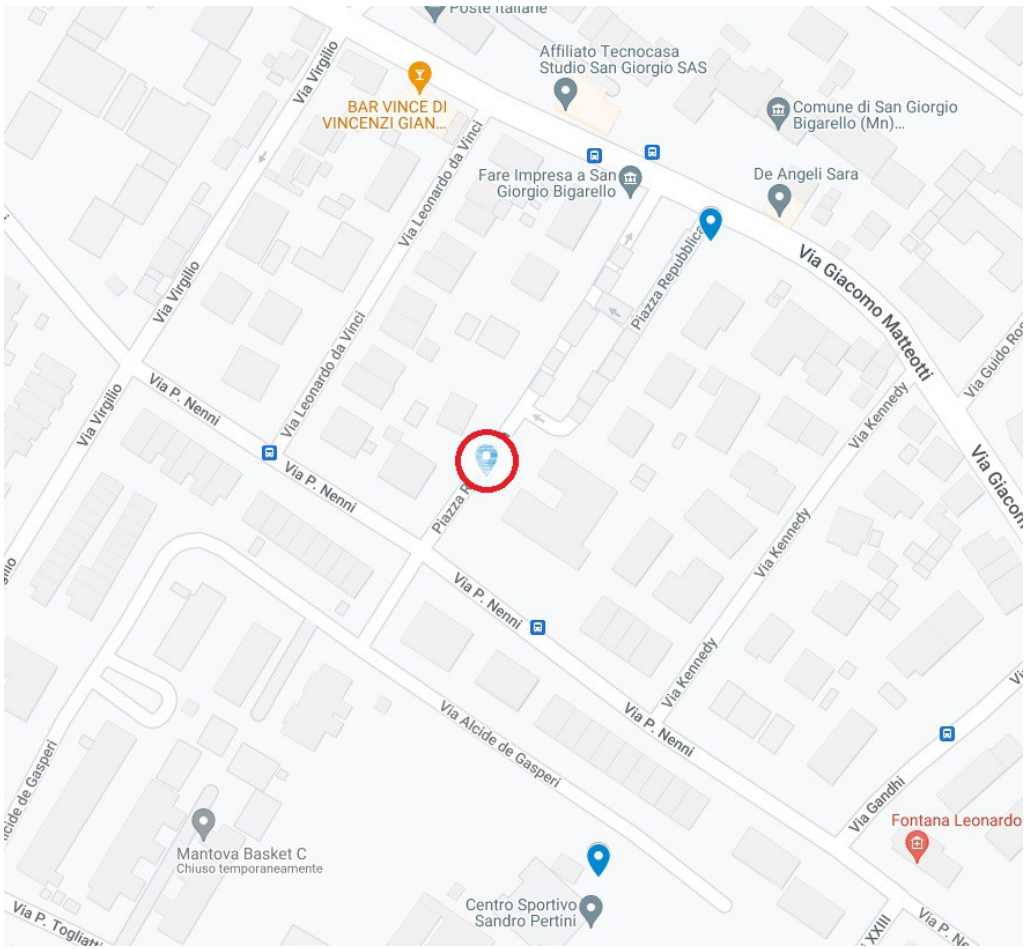 Poste Italiane
Affiliato Tecnocasa
Studio San Giorgio SAS
Via Virgilio
BAR VINCE DI
VINCENZI GIAN...
Comune di San Giorgio
Bigarello (Mn)...
Fare Impresa a San
Giorgio Bigarello
De Angeli Sara
Via Leonardo da Vinci
Piazza Repubblica
Via Giacomo Matteotti
Via Virgilio
Via Guido Ros
Via Leonardo da Vinci
Via P. Nenni
Via Virgilio
Via Kennedy
Via Giacom
Via P. Nenni
Piazza R
Via Kennedy
gilio
Via P. Nenni
Via Kennedy
Via Alcide de Gasperi
Via P. Nenni
lcide de Gasperi
Via Gandhi
Fontana Leonardo
Mantova Basket C
Chiuso temporaneamente
Centro Sportivo
Sandro Pertini
Via P. Togliatti
XXIII
Via P. N